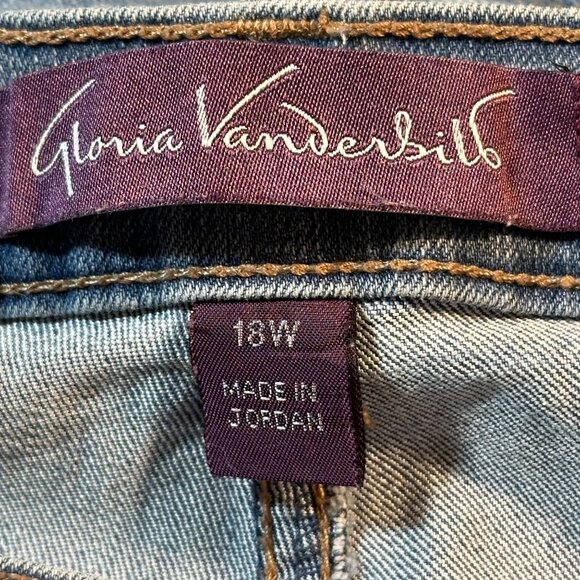 Gloria Vanderbilt
18W
MADE IN
JORDAN